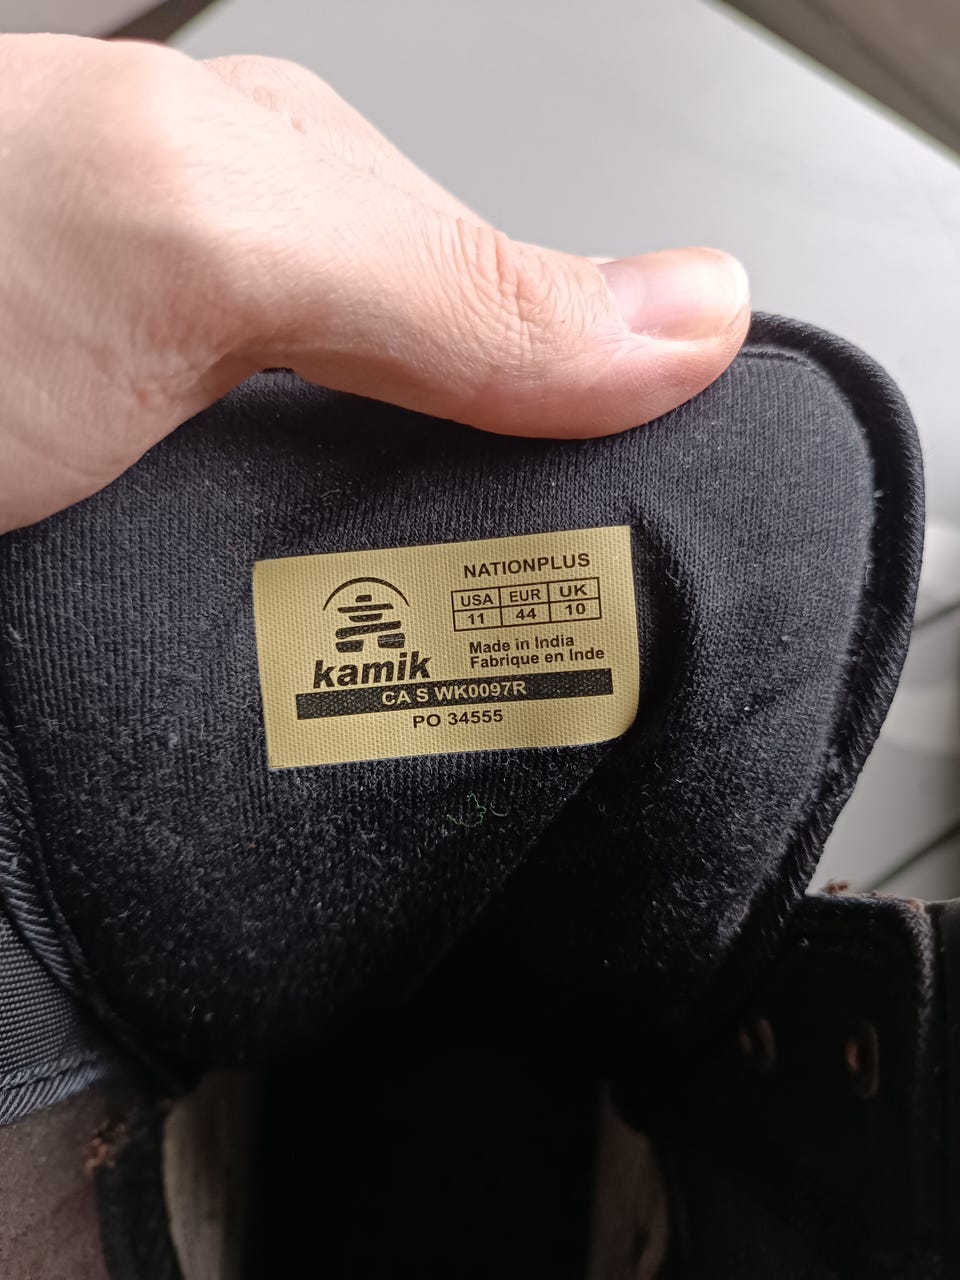 kamik
NATIONPLUS
USA EUR UK
11 44 10
Made in India
Fabrique en Inde
CA S WK0097R
PO 34555